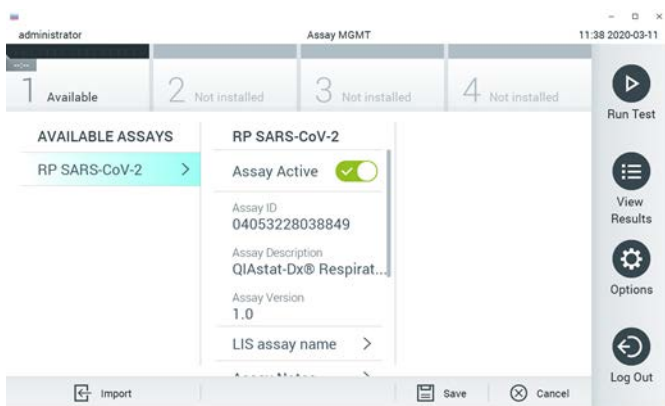 administrator Assay MGMT 11:38 2020-03-11
--:--
1 Available 2 Not installed 3 Not installed 4 Not installed
Run Test
AVAILABLE ASSAYS
RP SARS-CoV-2
RP SARS-CoV-2
Assay Active
Assay ID
04053228038849
Assay Description
QIAstat-Dx® Respirat...
Assay Version
1.0
LIS assay name
View
Results
Options
Log Out
Import
Save
Cancel